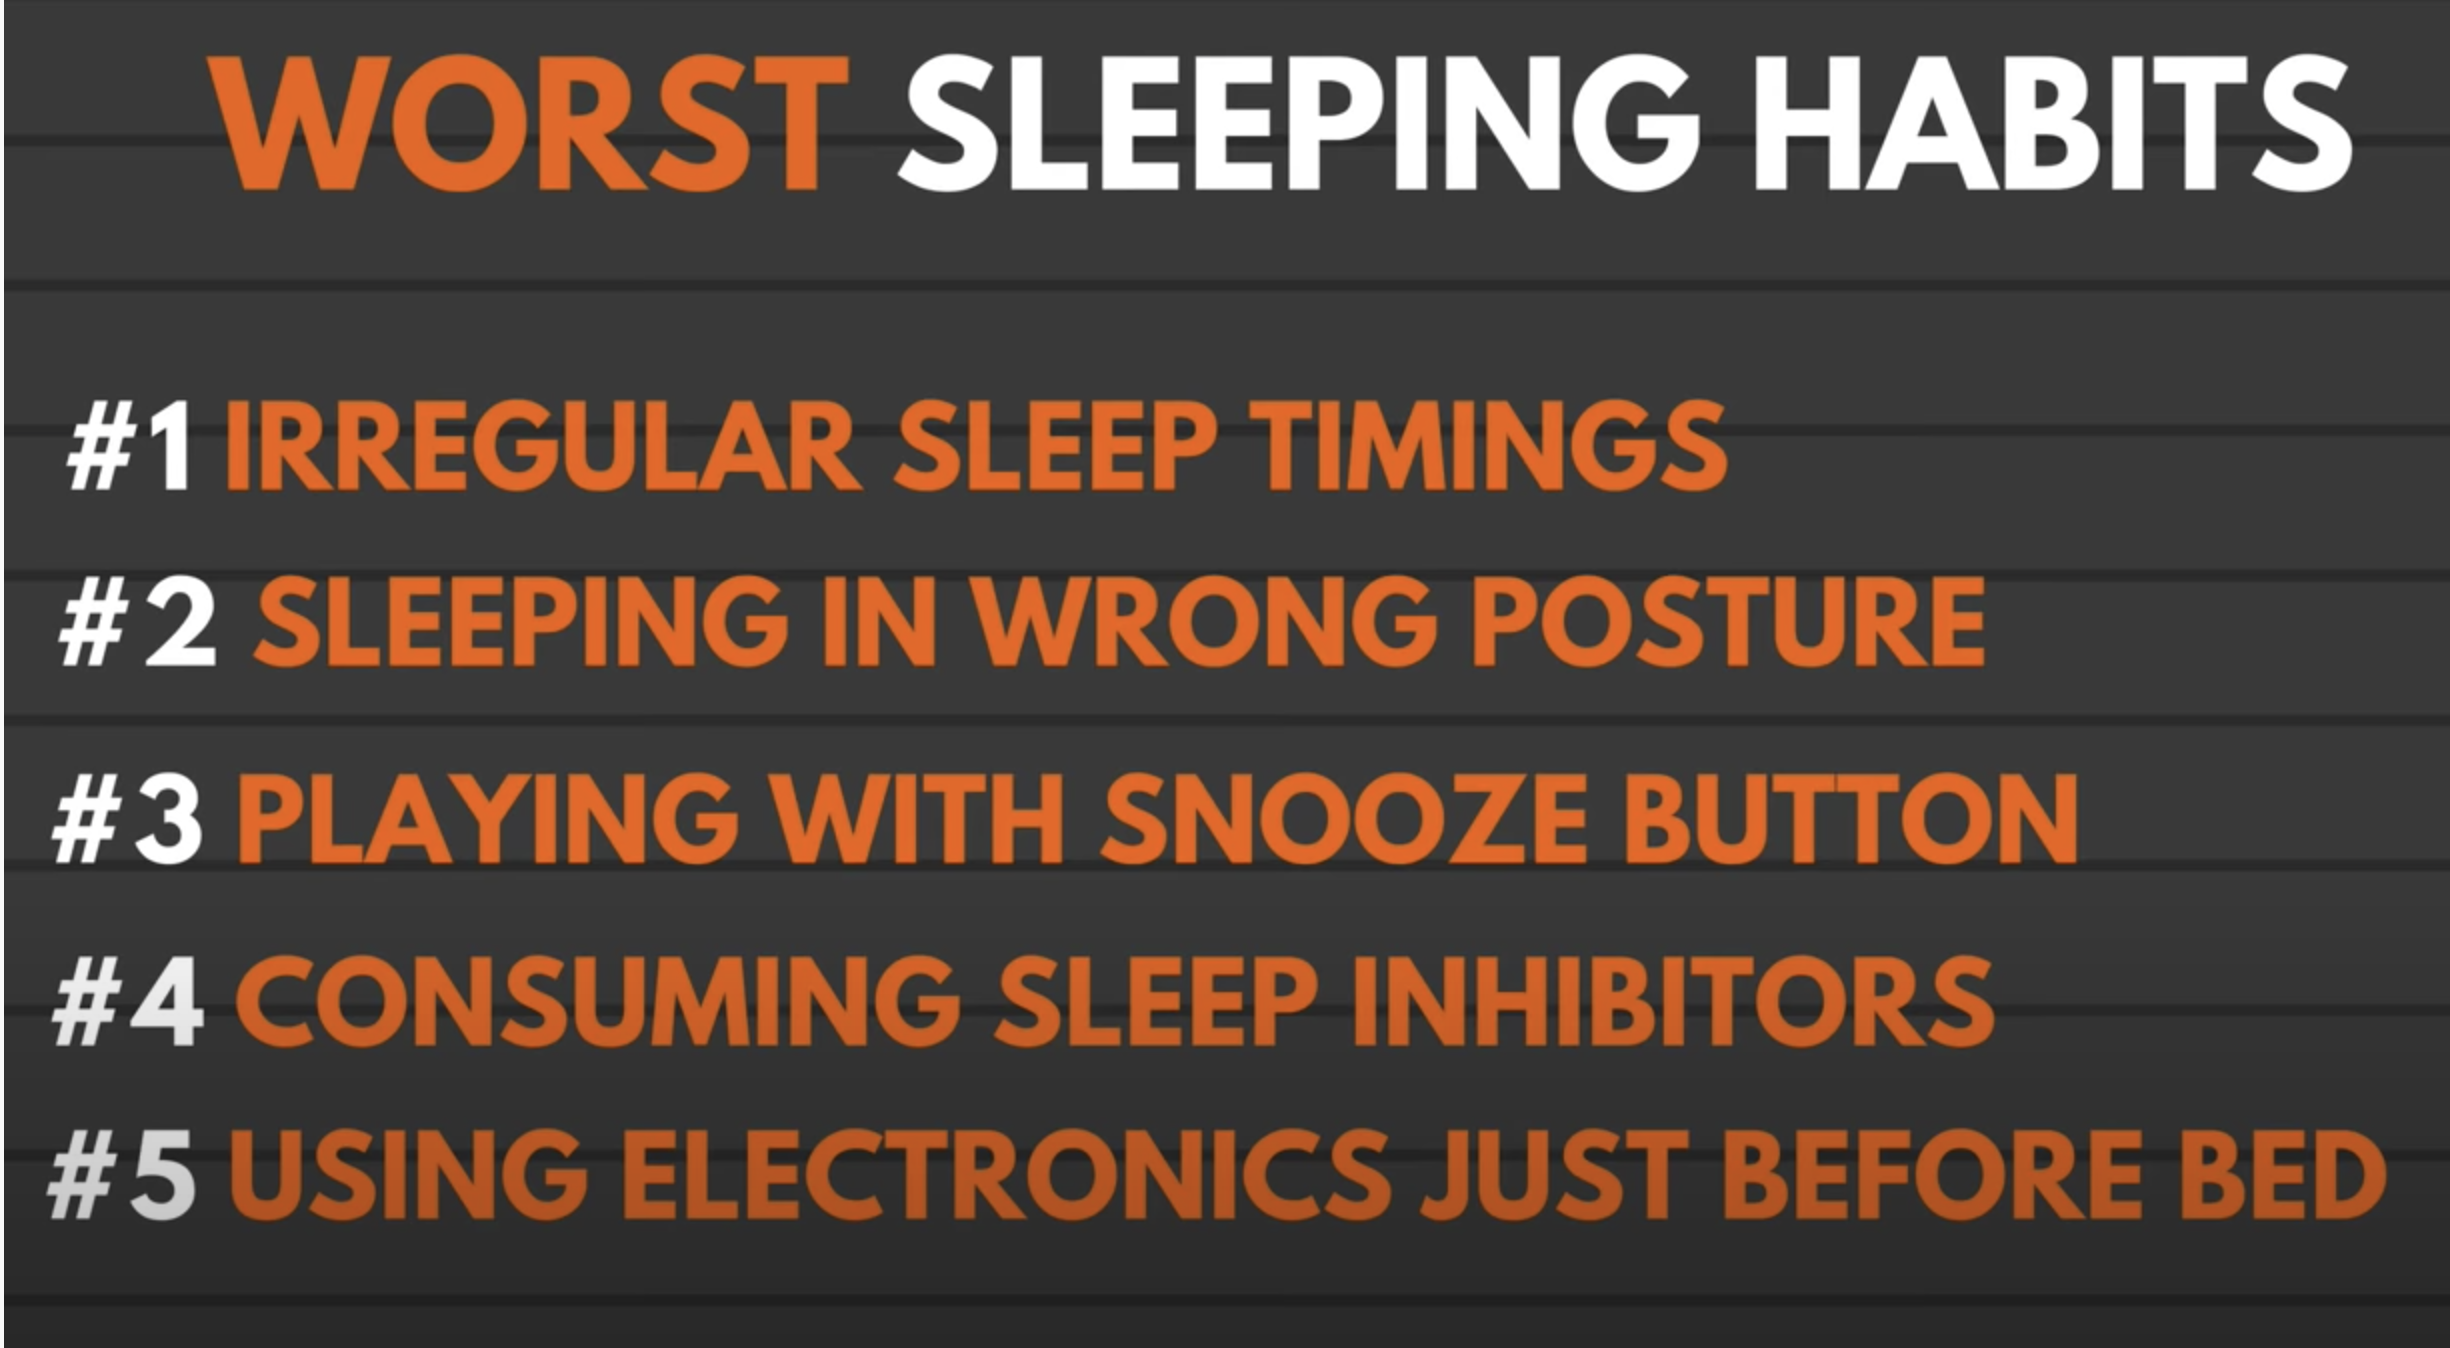 WORST SLEEPING HABITS
#1 IRREGULAR SLEEP TIMINGS
#2 SLEEPING IN WRONG POSTURE
#3 PLAYING WITH SNOOZE BUTTON
#4 CONSUMING SLEEP INHIBITORS
#5 USING ELECTRONICS JUST BEFORE BED